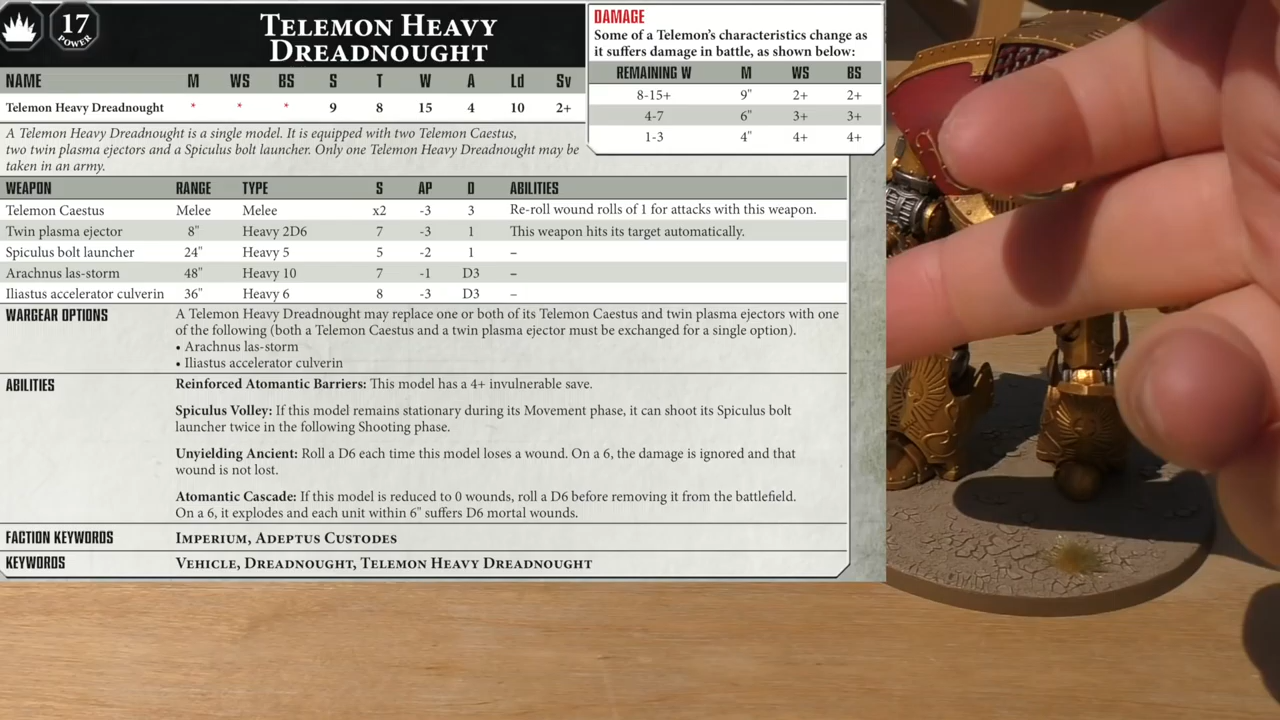 17
POWER
TELEMON HEAVY
DREADNOUGHT
NAME M WS BS S T W A Ld Sv
Telemon Heavy Dreadnought * * * 9 8 15 4 10 2+
A Telemon Heavy Dreadnought is a single model. It is equipped with two Telemon Caestus,
two twin plasma ejectors and a Spiculus bolt launcher. Only one Telemon Heavy Dreadnought may be
taken in an army.
DAMAGE
Some of a Telemon's characteristics change as
it suffers damage in battle, as shown below:
REMAINING W M WS BS
8-15+ 9" 2+ 2+
4-7 6" 3+ 3+
1-3 4" 4+ 4+
WEAPON RANGE TYPE S AP D ABILITIES
Telemon Caestus Melee Melee x2 -3 3 Re-roll wound rolls of 1 for attacks with this weapon.
Twin plasma ejector 8" Heavy 2D6 7 -3 1 This weapon hits its target automatically.
Spiculus bolt launcher 24" Heavy 5 5 -2 1 –
Arachnus las-storm 48" Heavy 10 7 -1 D3 –
Iliastus accelerator culverin 36" Heavy 6 8 -3 D3 –
WARGEAR OPTIONS A Telemon Heavy Dreadnought may replace one or both of its Telemon Caestus and twin plasma ejectors with one
of the following (both a Telemon Caestus and a twin plasma ejector must be exchanged for a single option).
• Arachnus las-storm
• Iliastus accelerator culverin
ABILITIES Reinforced Atomantic Barriers: This model has a 4+ invulnerable save.
Spiculus Volley: If this model remains stationary during its Movement phase, it can shoot its Spiculus bolt
launcher twice in the following Shooting phase.
Unyielding Ancient: Roll a D6 each time this model loses a wound. On a 6, the damage is ignored and that
wound is not lost.
Atomantic Cascade: If this model is reduced to 0 wounds, roll a D6 before removing it from the battlefield.
On a 6, it explodes and each unit within 6" suffers D6 mortal wounds.
FACTION KEYWORDS IMPERIUM, ADEPTUS CUSTODES
KEYWORDS VEHICLE, DREADNOUGHT, TELEMON HEAVY DREADNOUGHT